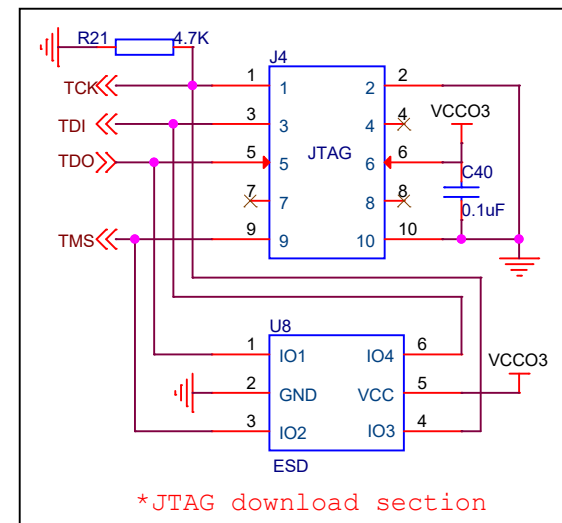 R21 4.7K
J4
TCK 1 1 2 2
TDI 3 3 4 4 VCCO3
TDO 5 5 JTAG 6 6
C40
7 7 8 8 0.1uF
TMS 9 9 10 10
U8
1 IO1 IO4 6
VCCO3
2 GND VCC 5
3 IO2 IO3 4
ESD
*JTAG download section